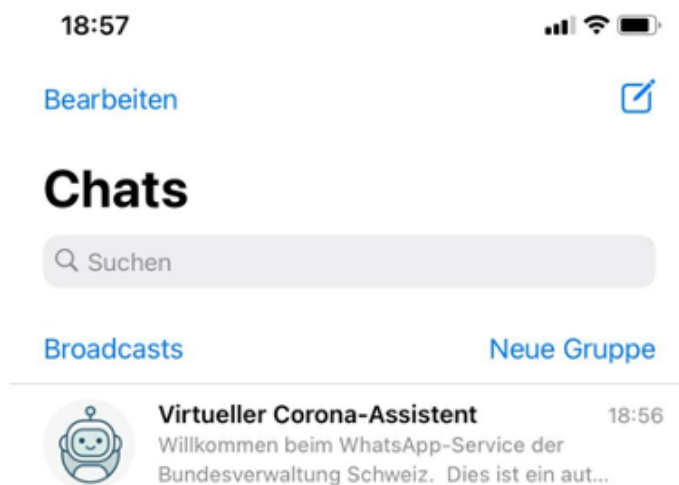 18:57
Bearbeiten
Chats
Suchen
Broadcasts Neue Gruppe
Virtueller Corona-Assistent 18:56
Willkommen beim WhatsApp-Service der
Bundesverwaltung Schweiz. Dies ist ein aut...